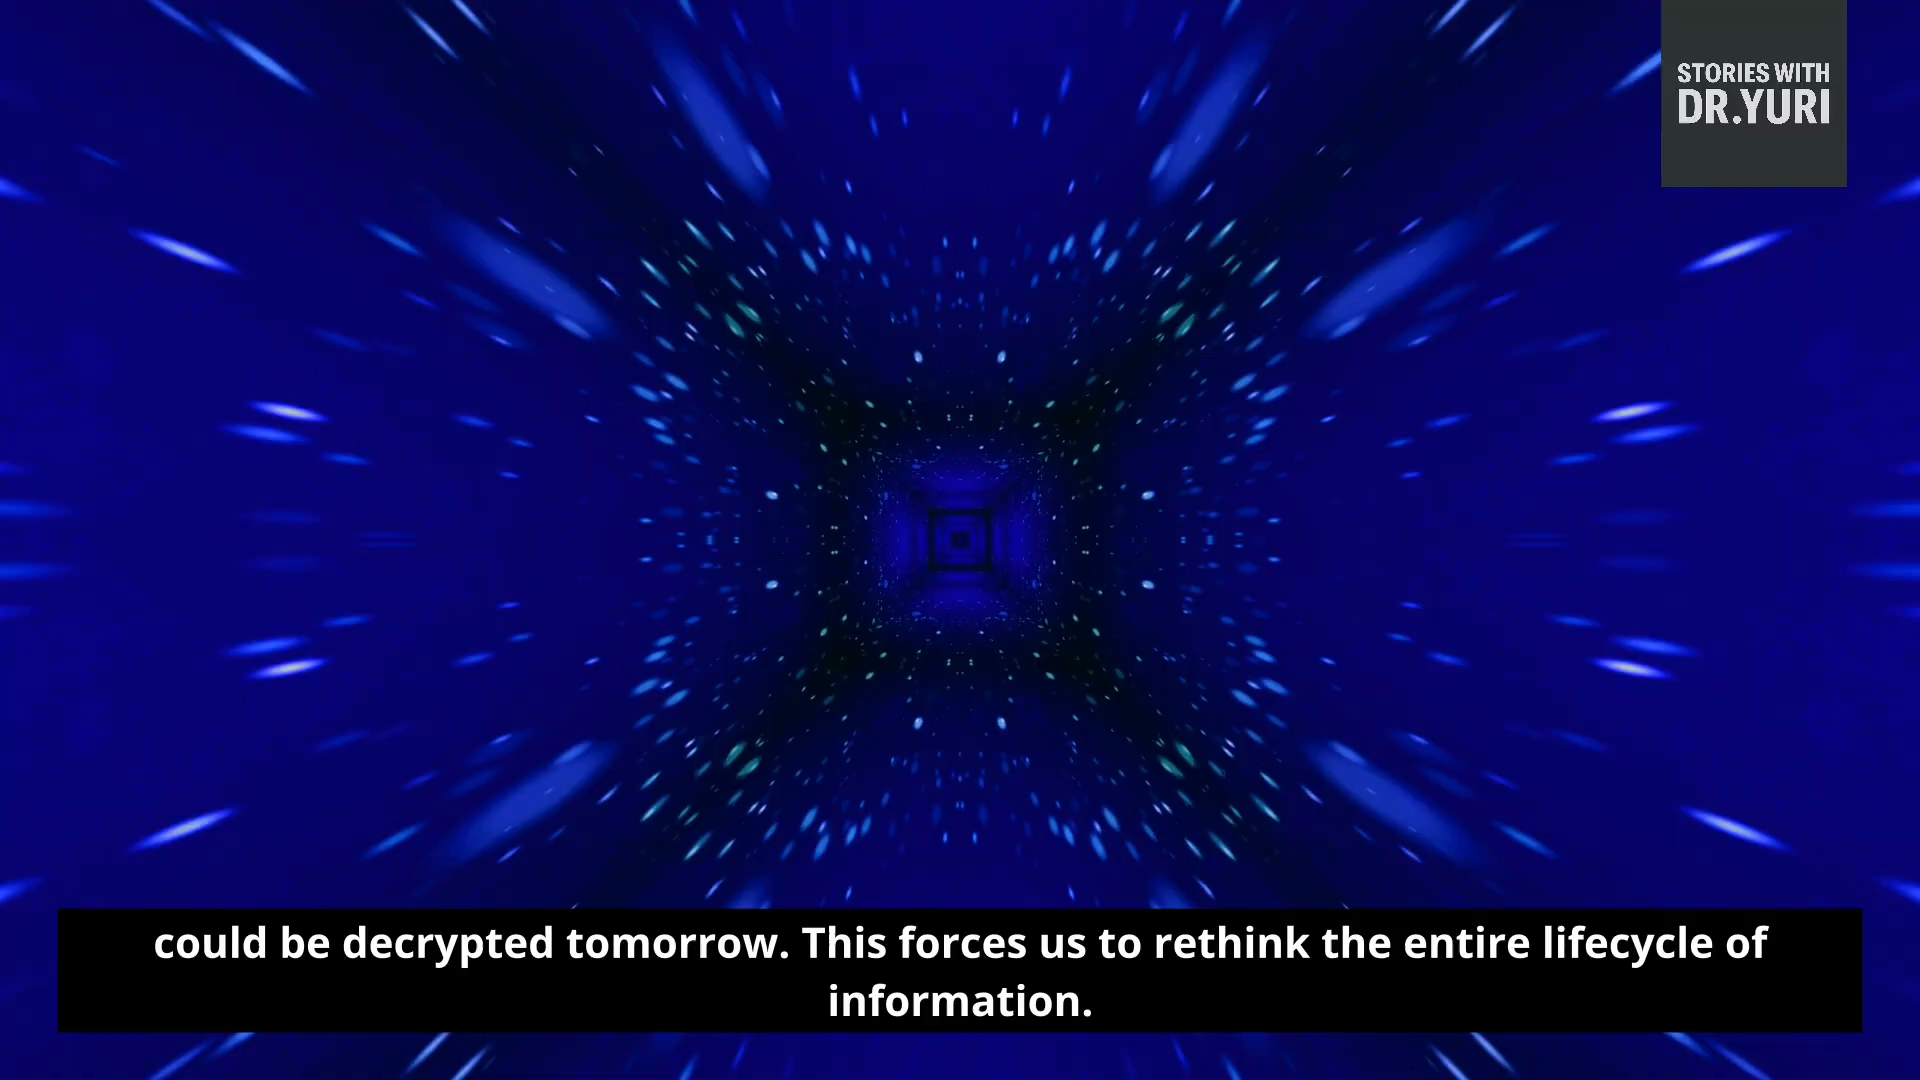 STORIES WITH
DR.YURI
could be decrypted tomorrow. This forces us to rethink the entire lifecycle of
information.